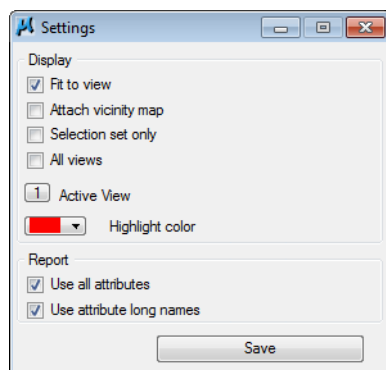 Settings
Display
Fit to view
Attach vicinity map
Selection set only
All views
1 Active View
Highlight color
Report
Use all attributes
Use attribute long names
Save